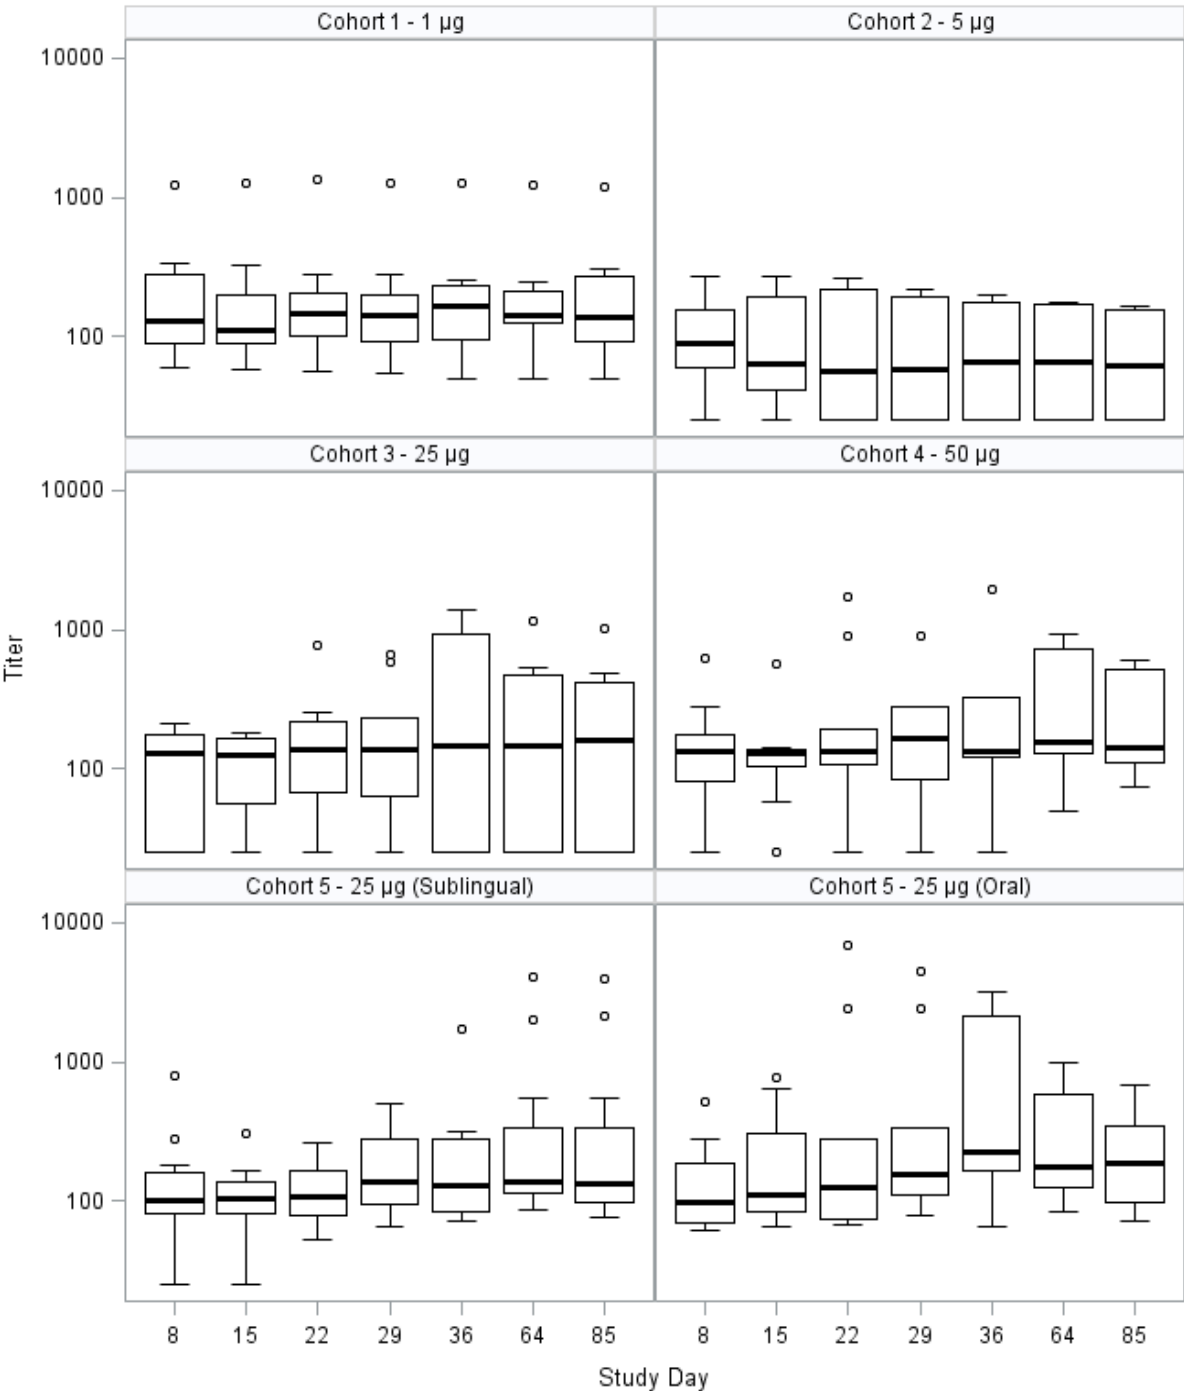 Cohort 1 - 1 µg
Cohort 2 - 5 µg
10000
1000
100
Cohort 3 - 25 µg
Cohort 4 - 50 µg
10000
1000
100
Titer
Cohort 5 - 25 µg (Sublingual)
Cohort 5 - 25 µg (Oral)
10000
1000
100
8 15 22 29 36 64 85
8 15 22 29 36 64 85
Study Day